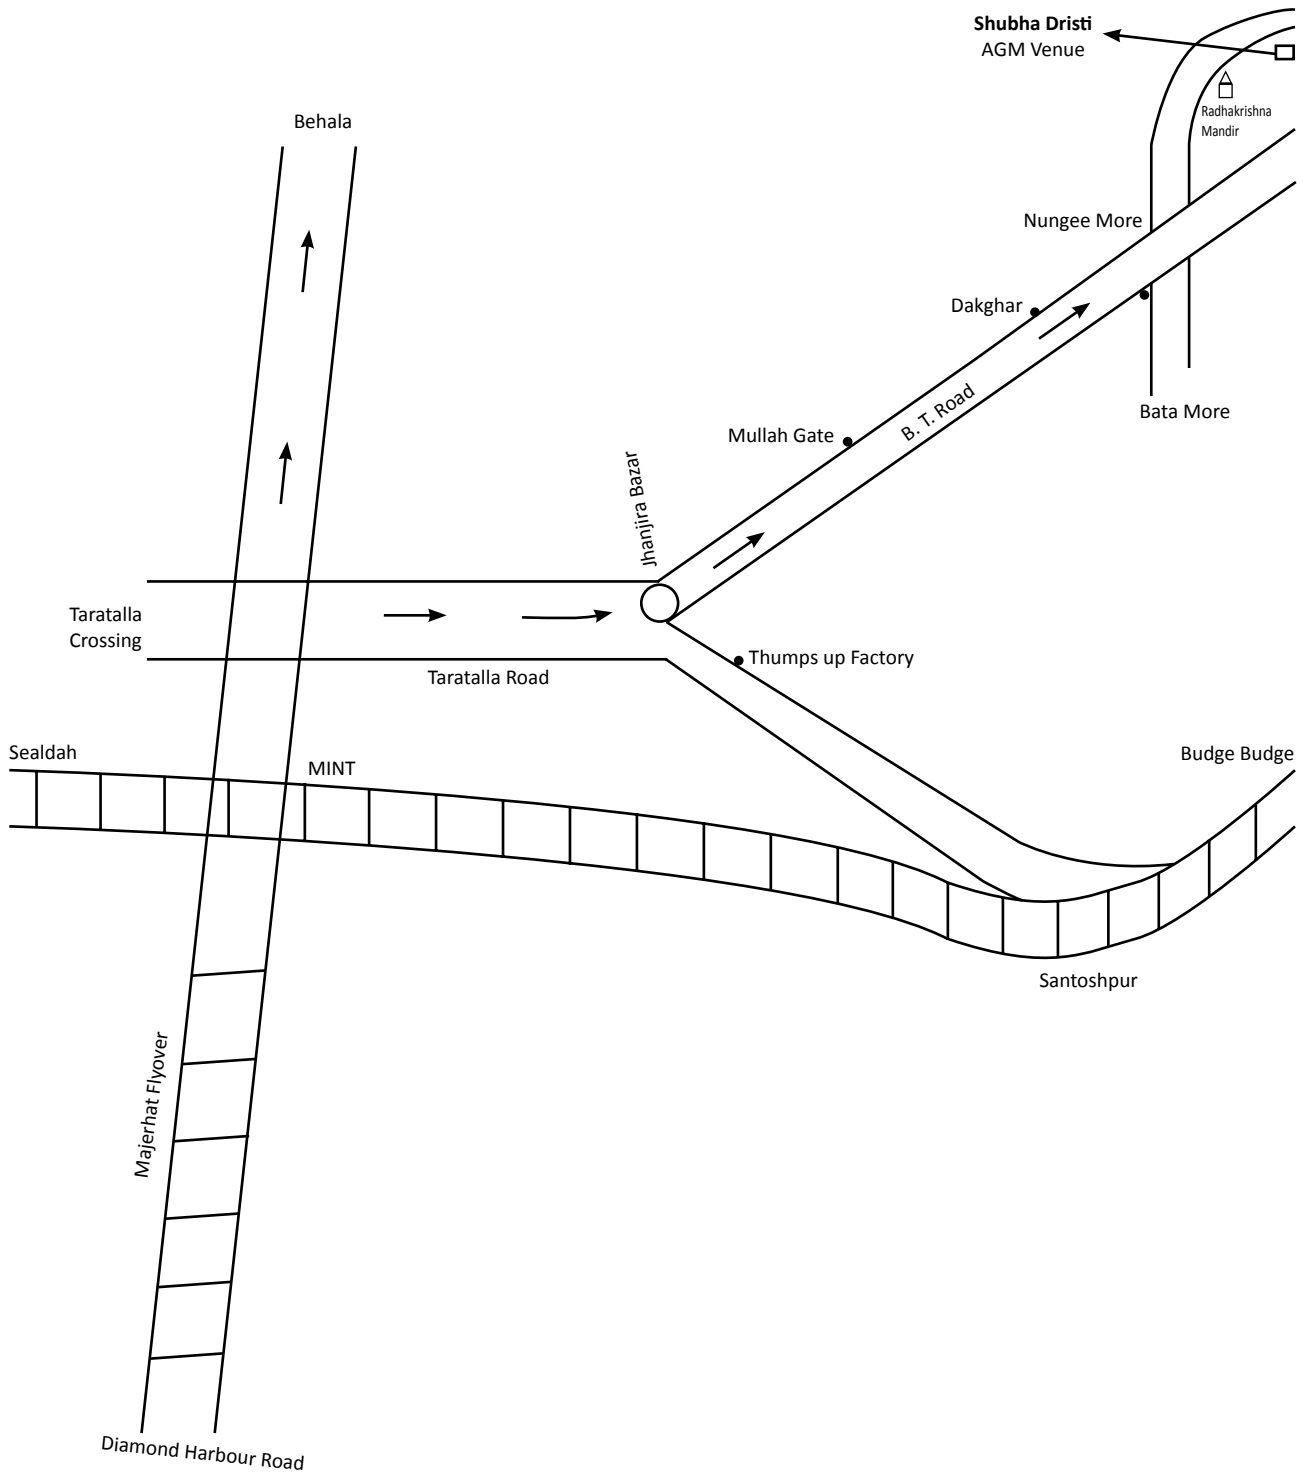 Shubha Dristi
AGM Venue
Radhakrishna
Mandir
Behala
Nungee More
Dakghar
Bata More
B. T. Road
Mullah Gate
Jhanjira Bazar
Taratalla
Crossing
Thumps up Factory
Taratalla Road
Sealdah
MINT
Budge Budge
Santoshpur
Majerhat Flyover
Diamond Harbour Road